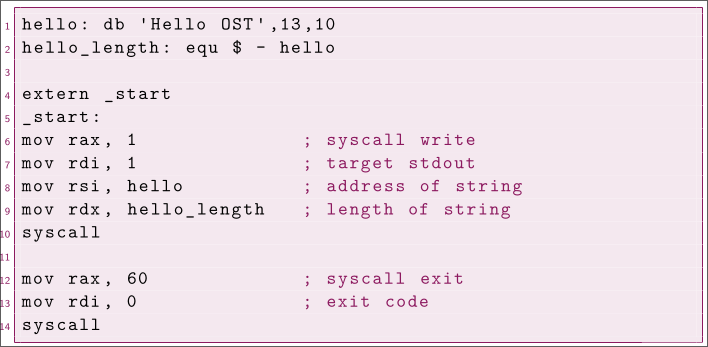 1 hello: db 'Hello OST',13,10
2 hello_length: equ $ - hello
3
4 extern _start
5 _start:
6 mov rax, 1 ; syscall write
7 mov rdi, 1 ; target stdout
8 mov rsi, hello ; address of string
9 mov rdx, hello_length ; length of string
10 syscall
11
12 mov rax, 60 ; syscall exit
13 mov rdi, 0 ; exit code
14 syscall